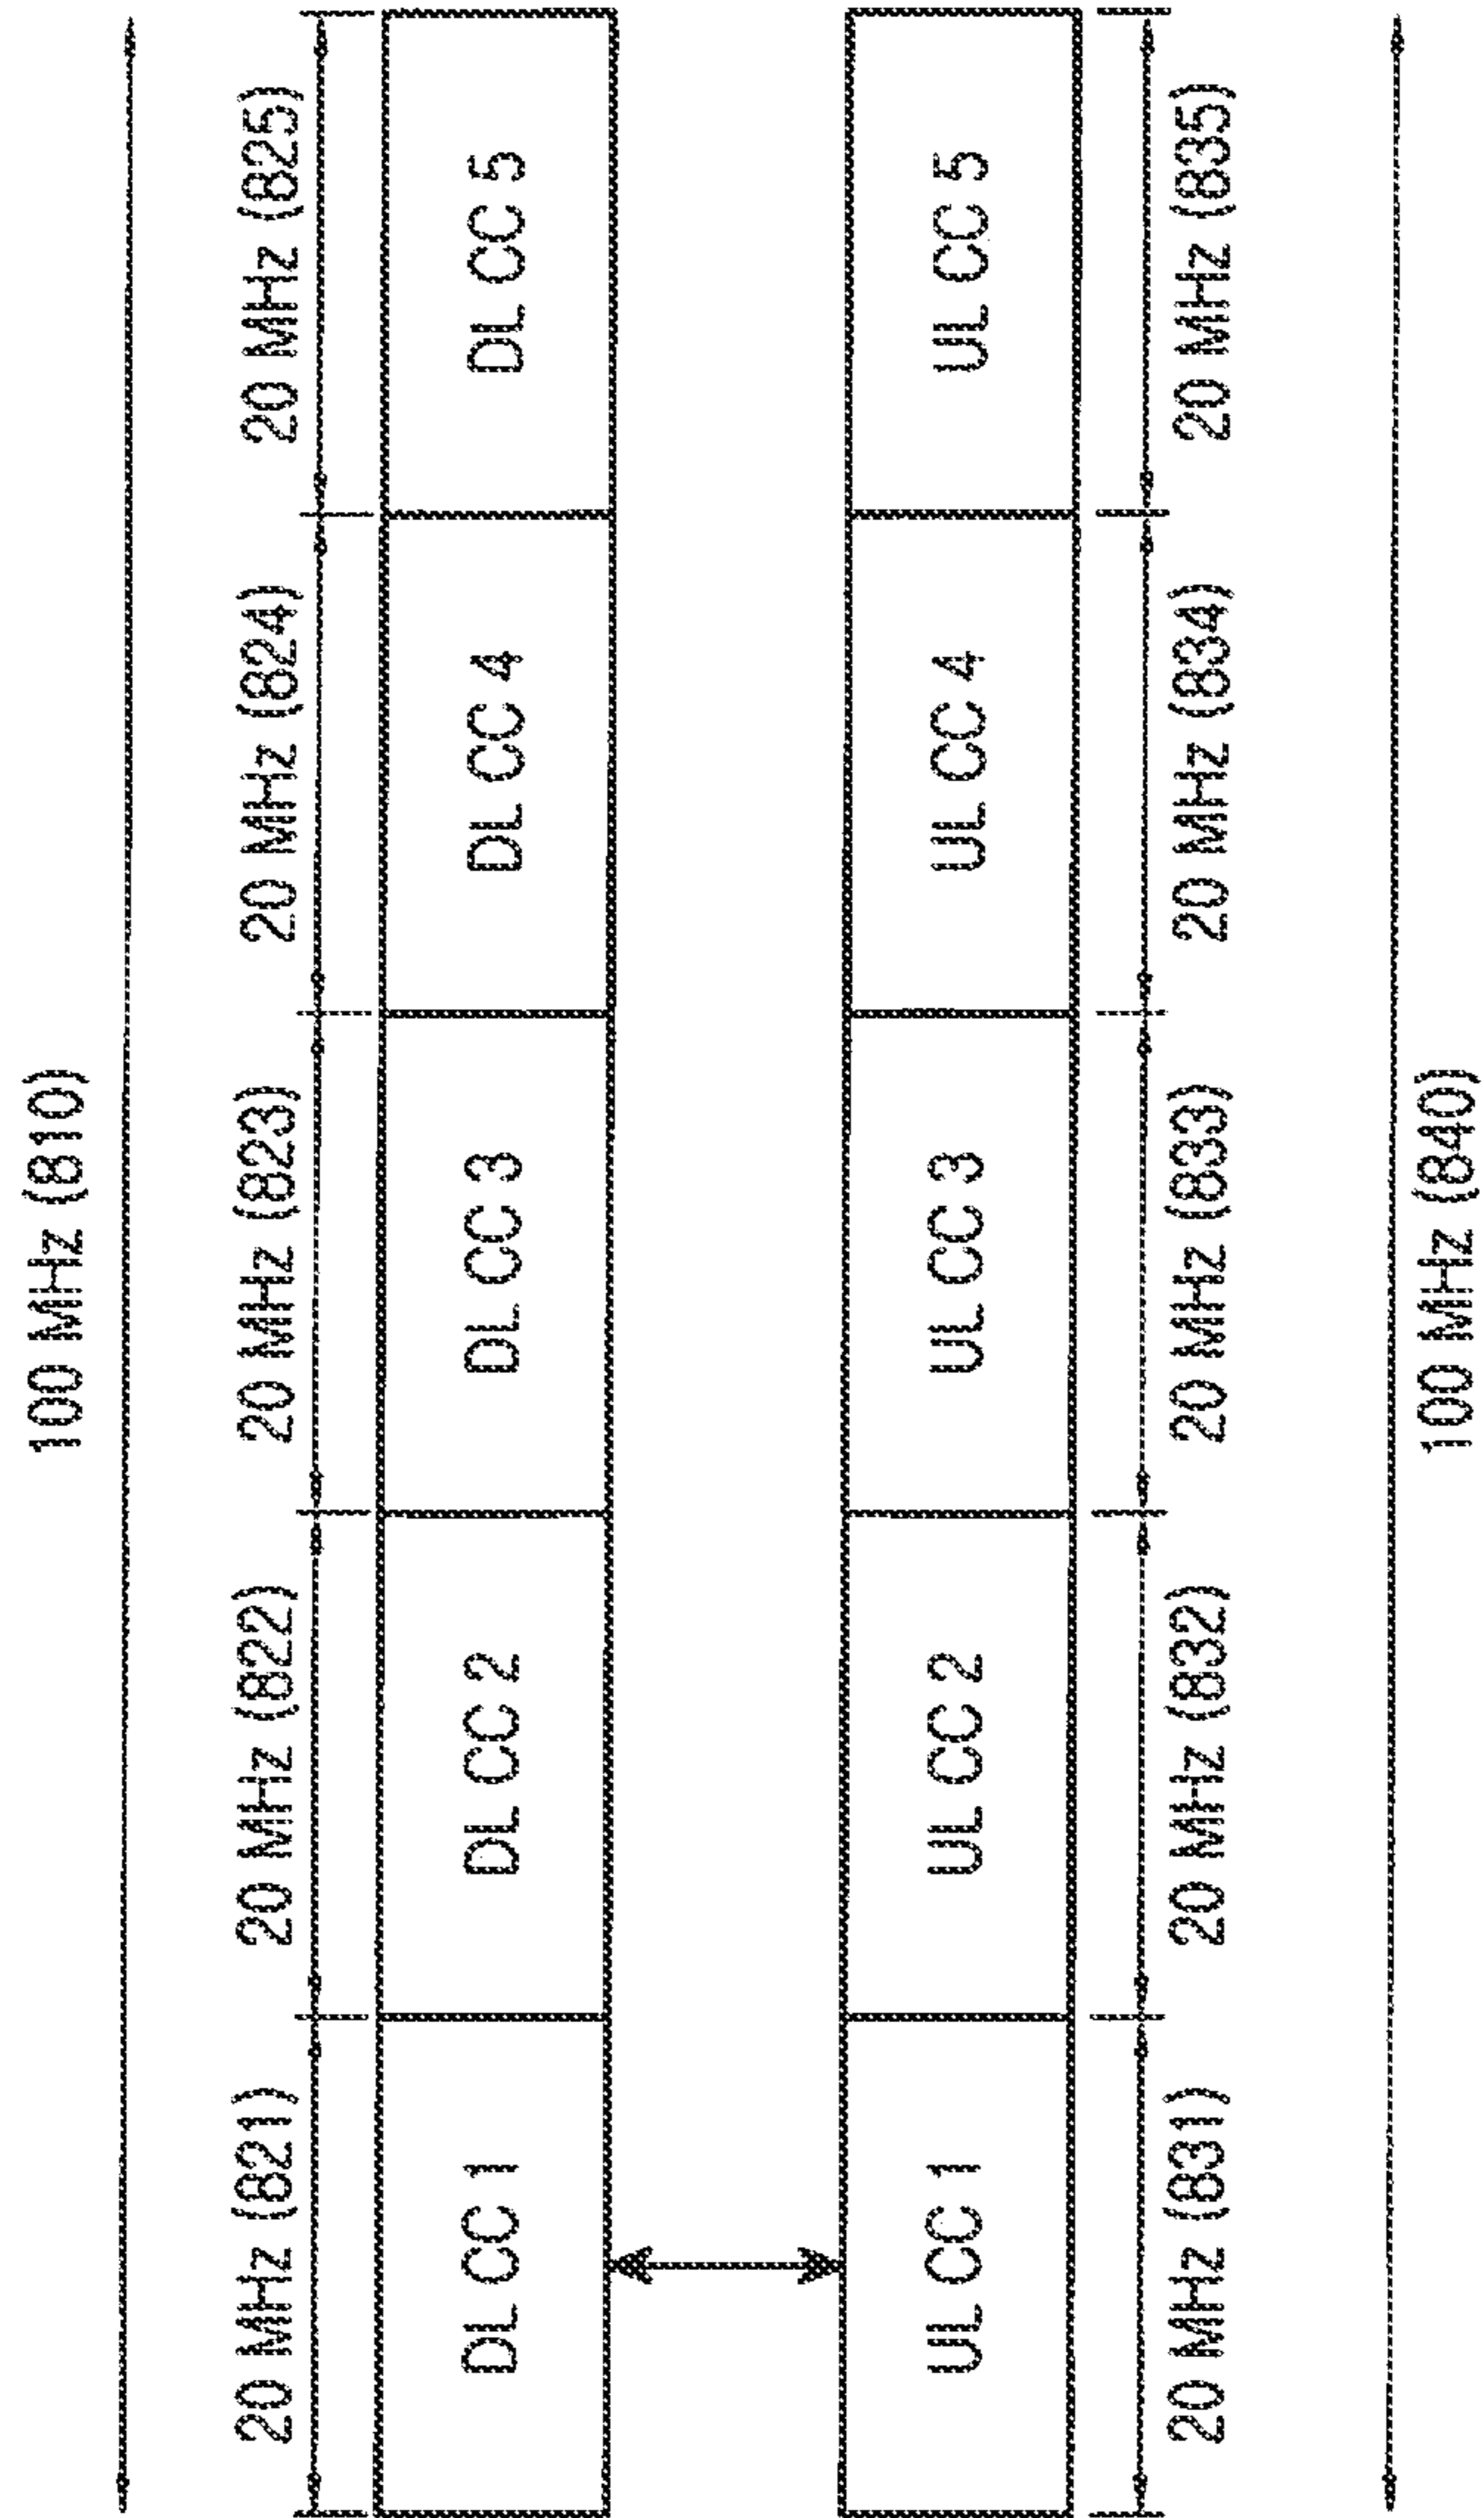 100 MHz (810)
20 MHz (821) 20 MHz (822) 20 MHz (823) 20 MHz (824) 20 MHz (825)
DL CC 1 DL CC 2 DL CC 3 DL CC 4 DL CC 5
UL CC 1 UL CC 2 UL CC 3 UL CC 4 UL CC 5
20 MHz (831) 20 MHz (832) 20 MHz (833) 20 MHz (834) 20 MHz (835)
100 MHz (840)